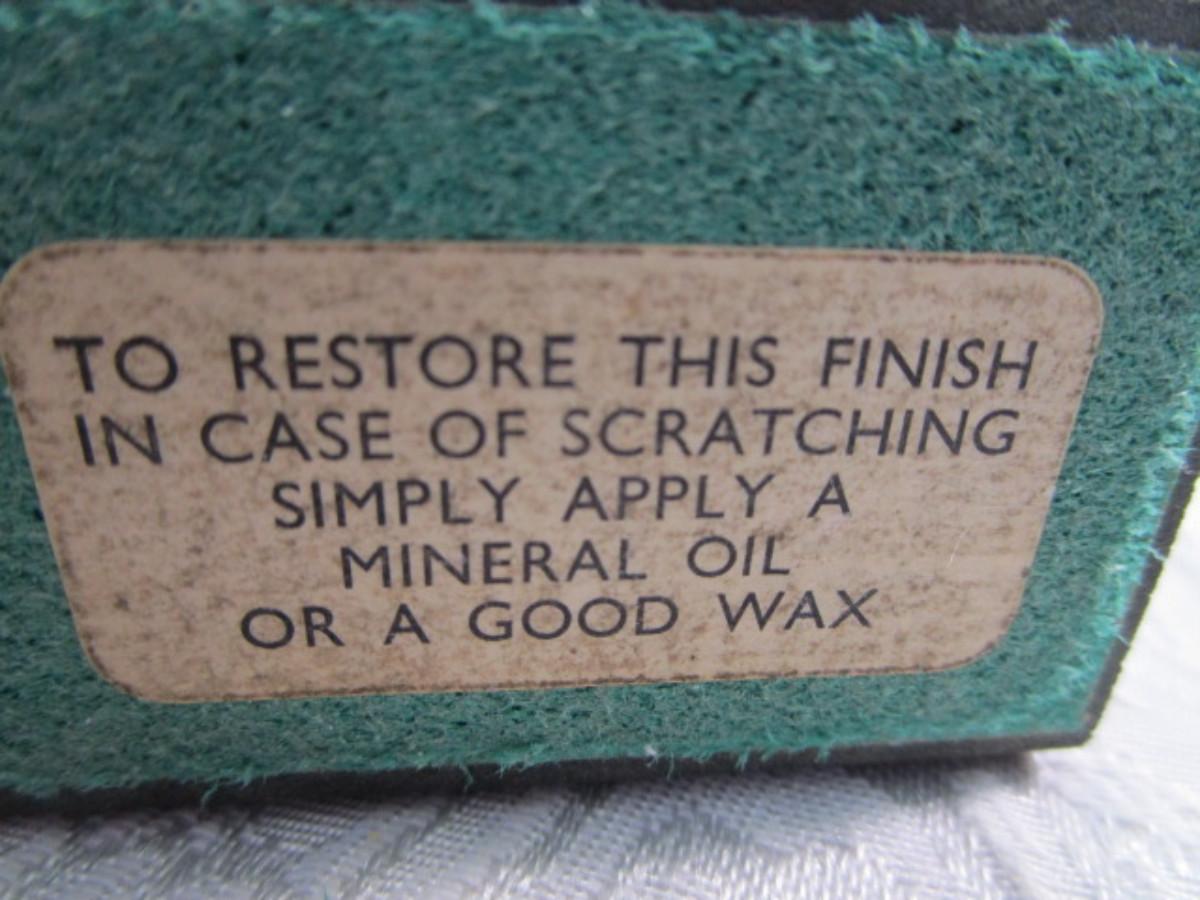 TO RESTORE THIS FINISH
IN CASE OF SCRATCHING
SIMPLY APPLY A
MINERAL OIL
OR A GOOD WAX